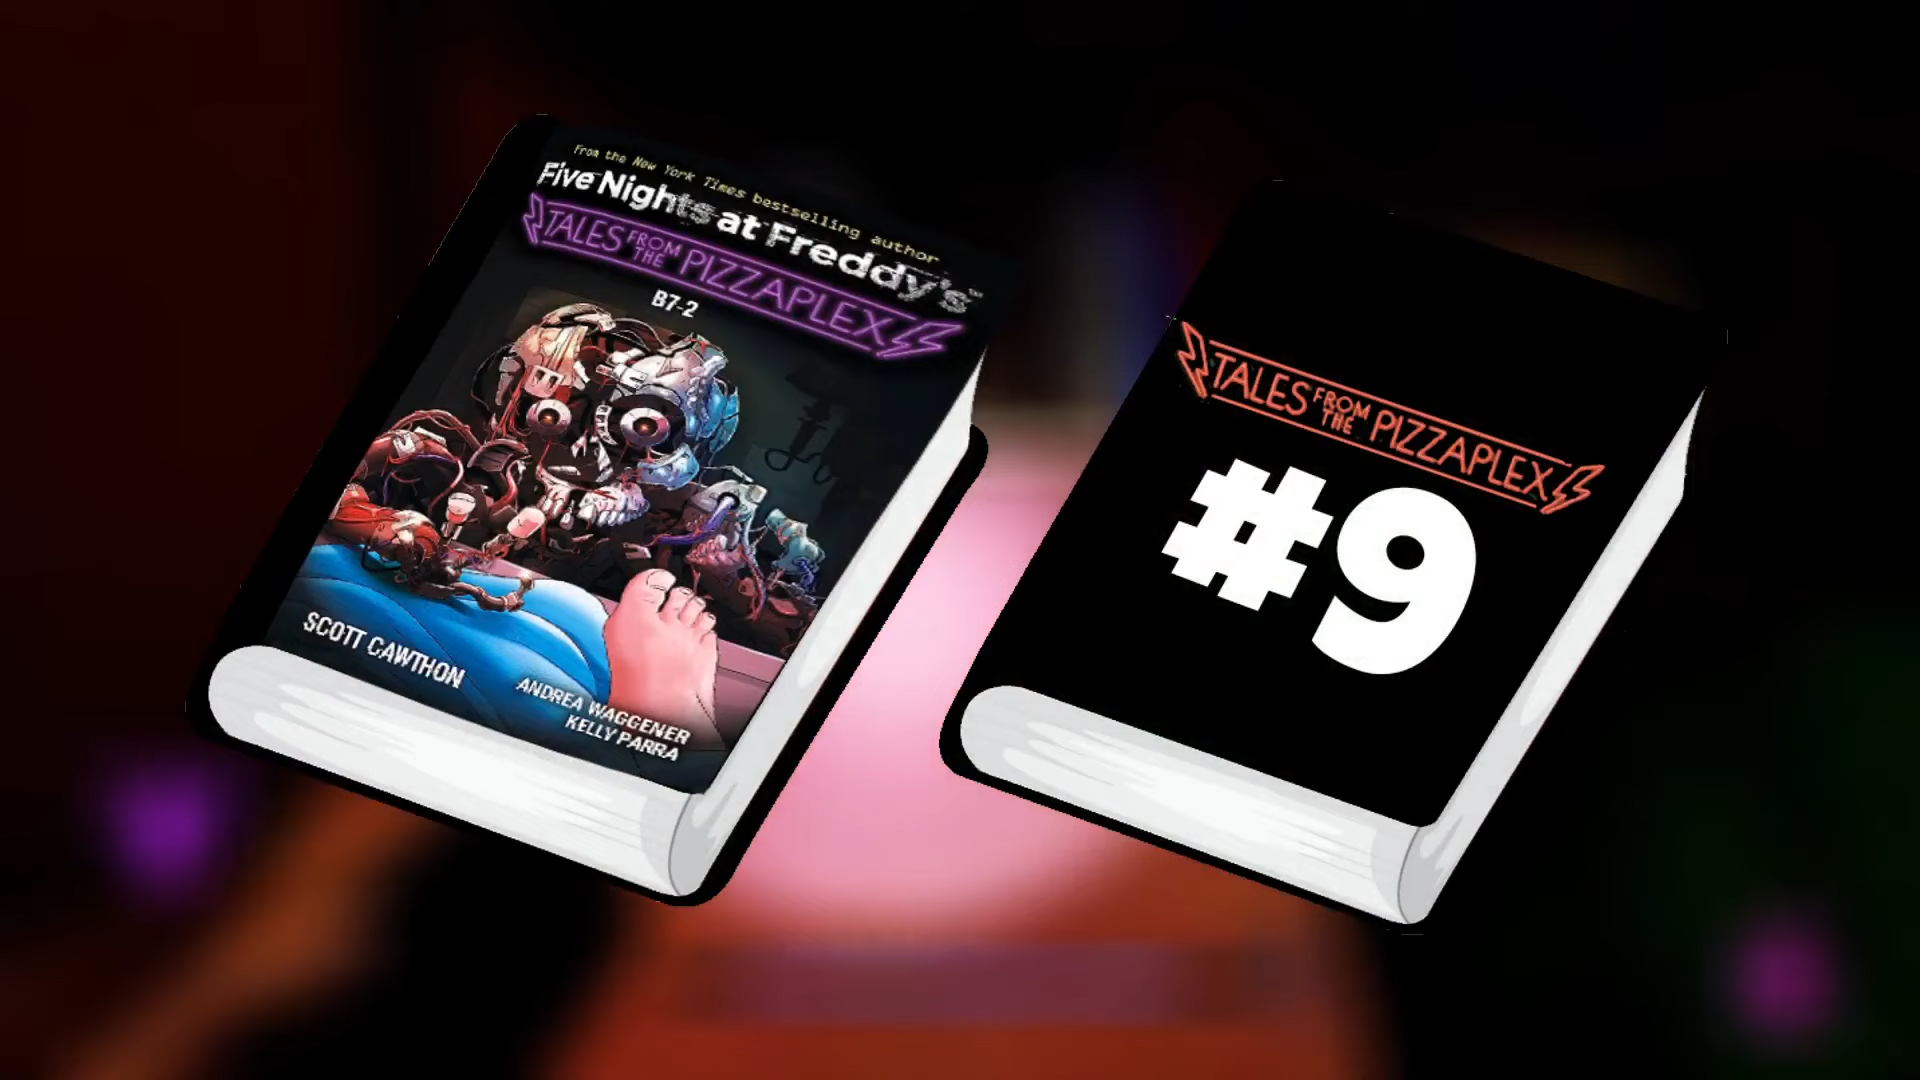 From the New York Times bestselling author
Five Nights at Freddy's™
TALES FROM THE PIZZAPLEX
B7-2
SCOTT CAWTHON
ANDREA WAGGENER
KELLY PARRA
TALES FROM THE PIZZAPLEX
#9